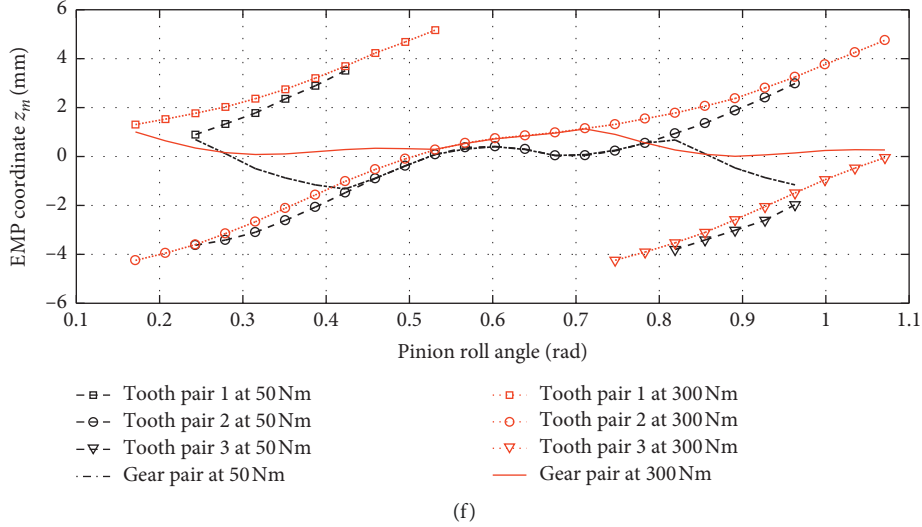 6
4
2
0
−2
−4
−6
EMP coordinate z_m (mm)
0.1 0.2 0.3 0.4 0.5 0.6 0.7 0.8 0.9 1 1.1
Pinion roll angle (rad)
Tooth pair 1 at 50 Nm
Tooth pair 2 at 50 Nm
Tooth pair 3 at 50 Nm
Gear pair at 50 Nm
Tooth pair 1 at 300 Nm
Tooth pair 2 at 300 Nm
Tooth pair 3 at 300 Nm
Gear pair at 300 Nm
(f)